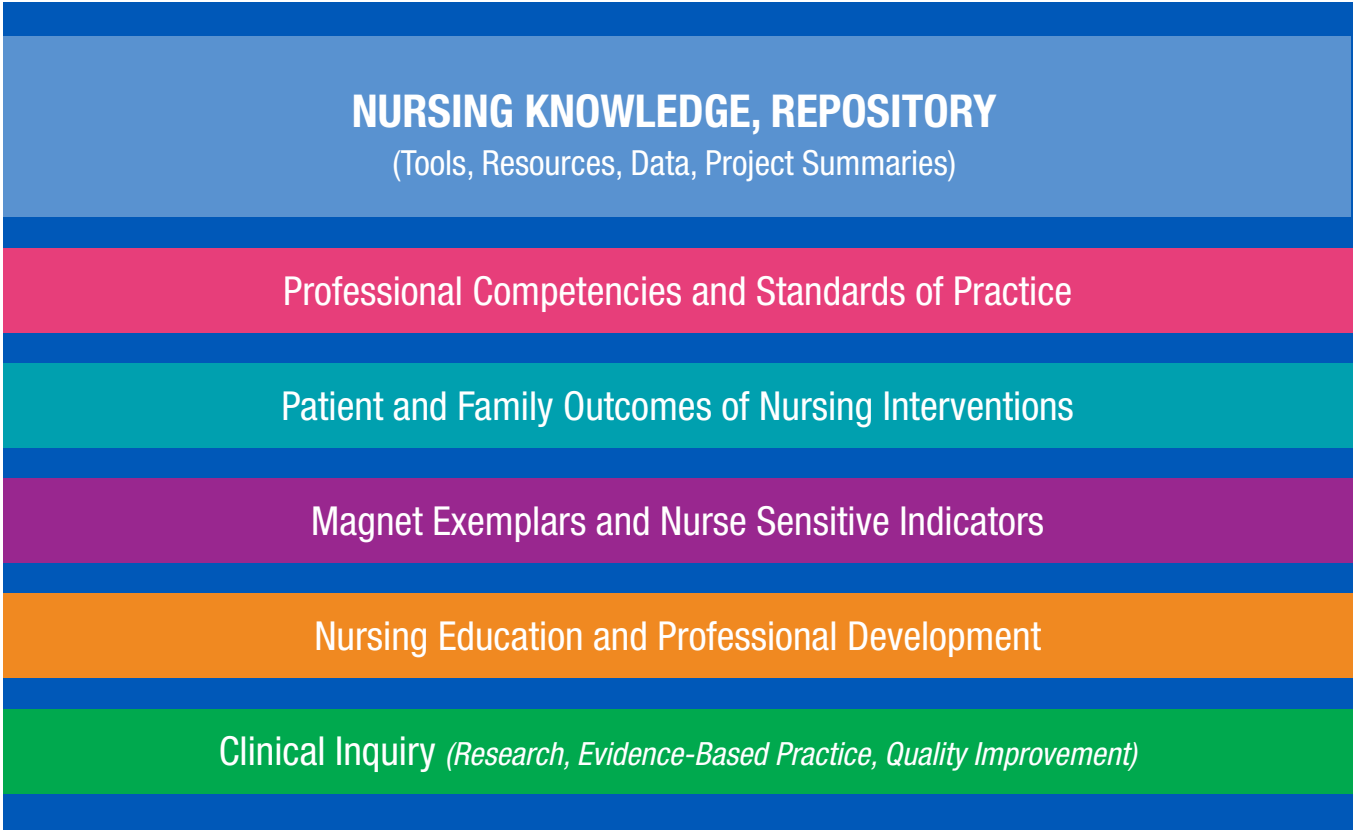 NURSING KNOWLEDGE, REPOSITORY
(Tools, Resources, Data, Project Summaries)
Professional Competencies and Standards of Practice
Patient and Family Outcomes of Nursing Interventions
Magnet Exemplars and Nurse Sensitive Indicators
Nursing Education and Professional Development
Clinical Inquiry (Research, Evidence-Based Practice, Quality Improvement)